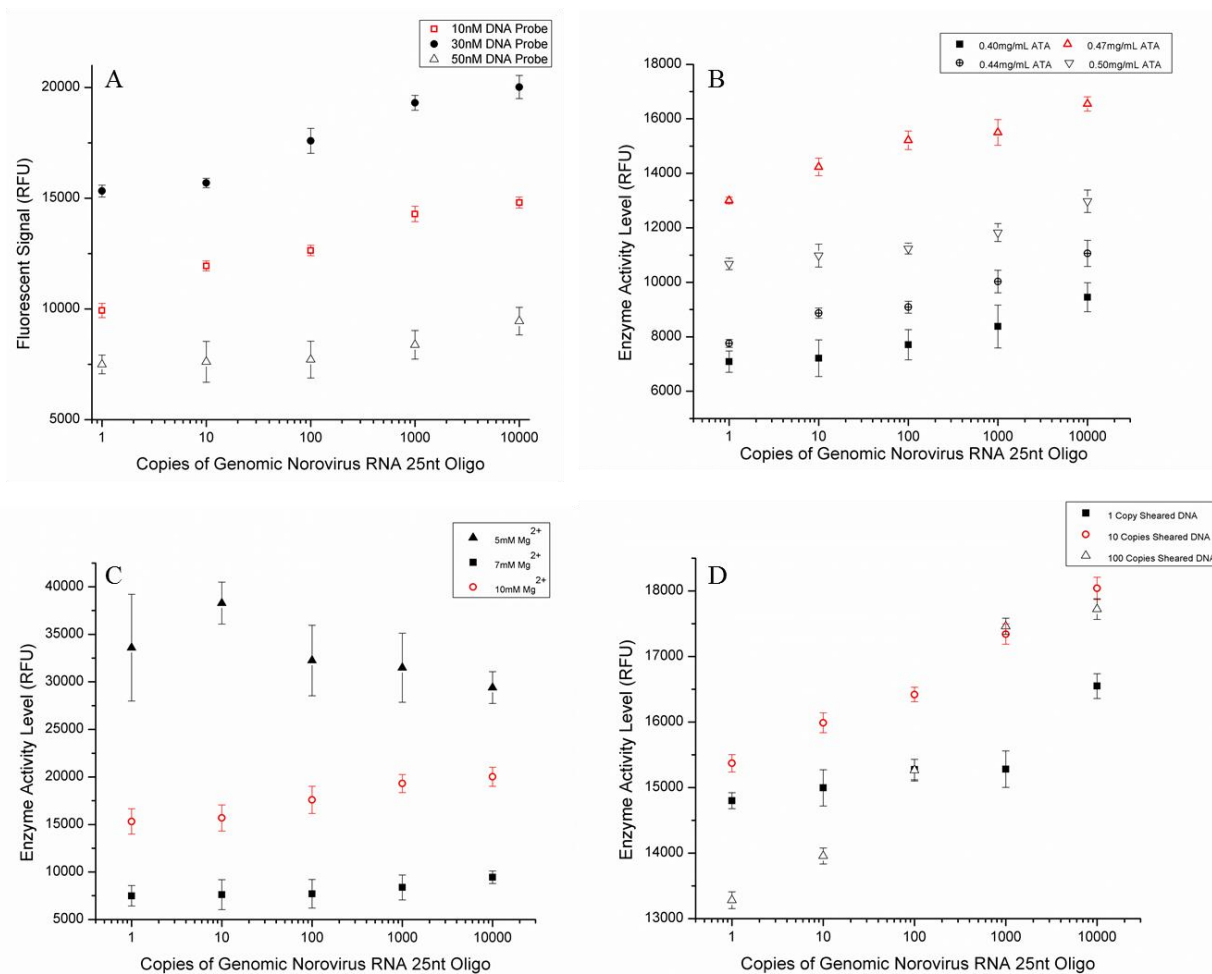 A
10nM DNA Probe
30nM DNA Probe
50nM DNA Probe
Fluorescent Signal (RFU)
20000
15000
10000
5000
1 10 100 1000 10000
Copies of Genomic Norovirus RNA 25nt Oligo
B
0.40mg/mL ATA 0.47mg/mL ATA
0.44mg/mL ATA 0.50mg/mL ATA
Enzyme Activity Level (RFU)
18000
16000
14000
12000
10000
8000
6000
1 10 100 1000 10000
Copies of Genomic Norovirus RNA 25nt Oligo
C
5mM Mg2+
7mM Mg2+
10mM Mg2+
Enzyme Activity Level (RFU)
40000
35000
30000
25000
20000
15000
10000
5000
1 10 100 1000 10000
Copies of Genomic Norovirus RNA 25nt Oligo
D
1 Copy Sheared DNA
10 Copies Sheared DNA
100 Copies Sheared DNA
Enzyme Activity Level (RFU)
18000
17000
16000
15000
14000
13000
1 10 100 1000 10000
Copies of Genomic Norovirus RNA 25nt Oligo